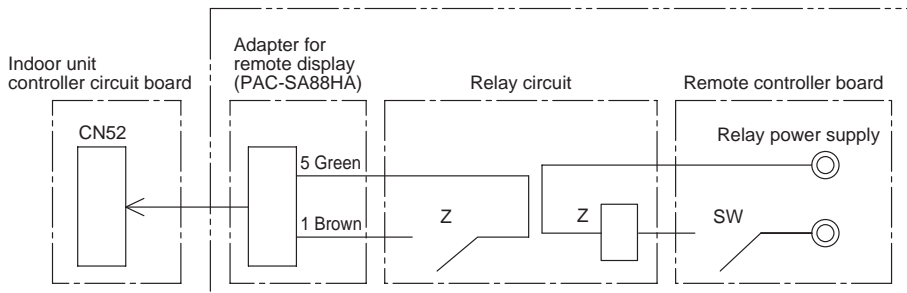 Indoor unit
controller circuit board
CN52
Adapter for
remote display
(PAC-SA88HA)
5 Green
1 Brown
Relay circuit
Z
Z
Remote controller board
Relay power supply
SW